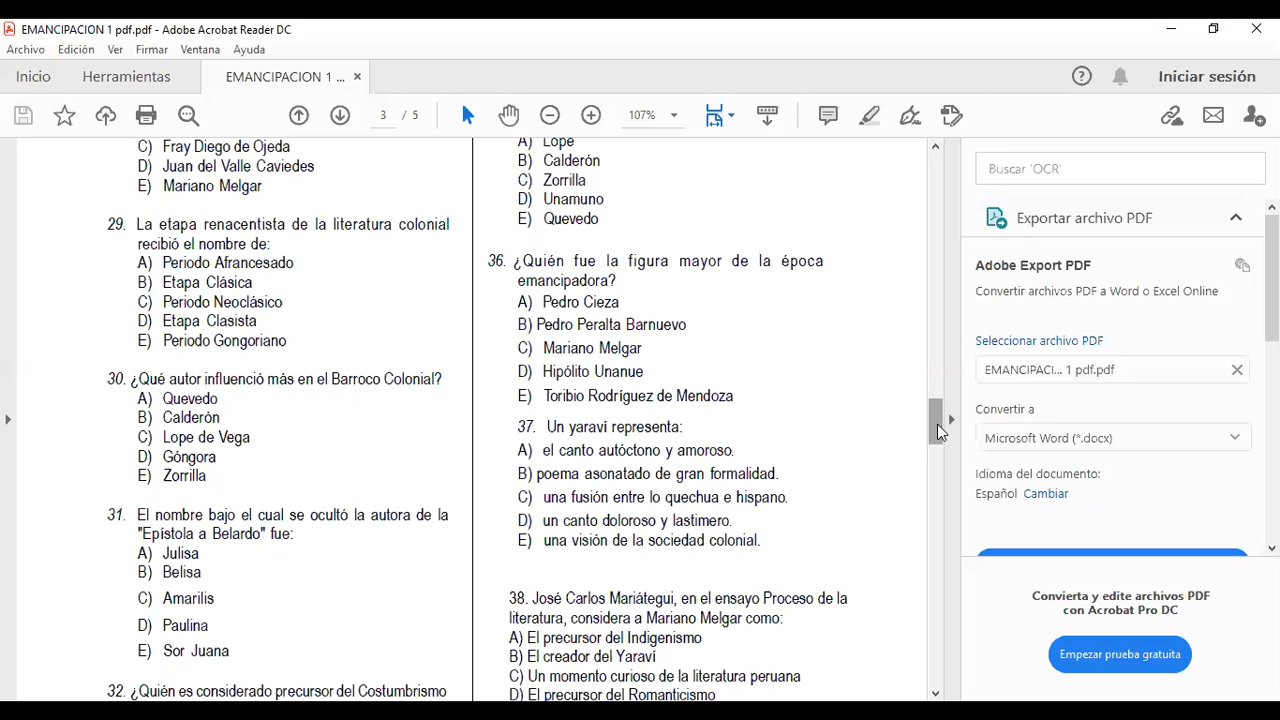 EMANCIPACION 1 pdf.pdf - Adobe Acrobat Reader DC
Archivo Edición Ver Firmar Ventana Ayuda
Inicio Herramientas EMANCIPACION 1 ... × Iniciar sesión
3 / 5 107%
C) Fray Diego de Ojeda
D) Juan del Valle Caviedes
E) Mariano Melgar
29. La etapa renacentista de la literatura colonial
recibió el nombre de:
A) Periodo Afrancesado
B) Etapa Clásica
C) Periodo Neoclásico
D) Etapa Clasista
E) Periodo Gongoriano
30. ¿Qué autor influenció más en el Barroco Colonial?
A) Quevedo
B) Calderón
C) Lope de Vega
D) Góngora
E) Zorrilla
31. El nombre bajo el cual se ocultó la autora de la
"Epístola a Belardo" fue:
A) Julisa
B) Belisa
C) Amarilis
D) Paulina
E) Sor Juana
32. ¿Quién es considerado precursor del Costumbrismo
A) Lope
B) Calderón
C) Zorrilla
D) Unamuno
E) Quevedo
36. ¿Quién fue la figura mayor de la época
emancipadora?
A) Pedro Cieza
B) Pedro Peralta Barnuevo
C) Mariano Melgar
D) Hipólito Unanue
E) Toribio Rodríguez de Mendoza
37. Un yaraví representa:
A) el canto autóctono y amoroso.
B) poema asonatado de gran formalidad.
C) una fusión entre lo quechua e hispano.
D) un canto doloroso y lastimero.
E) una visión de la sociedad colonial.
38. José Carlos Mariátegui, en el ensayo Proceso de la
literatura, considera a Mariano Melgar como:
A) El precursor del Indigenismo
B) El creador del Yaraví
C) Un momento curioso de la literatura peruana
D) El precursor del Romanticismo
Buscar 'OCR'
Exportar archivo PDF
Adobe Export PDF
Convertir archivos PDF a Word o Excel Online
Seleccionar archivo PDF
EMANCIPACI... 1 pdf.pdf
Convertir a
Microsoft Word (*.docx)
Idioma del documento:
Español Cambiar
Convierta y edite archivos PDF
con Acrobat Pro DC
Empezar prueba gratuita